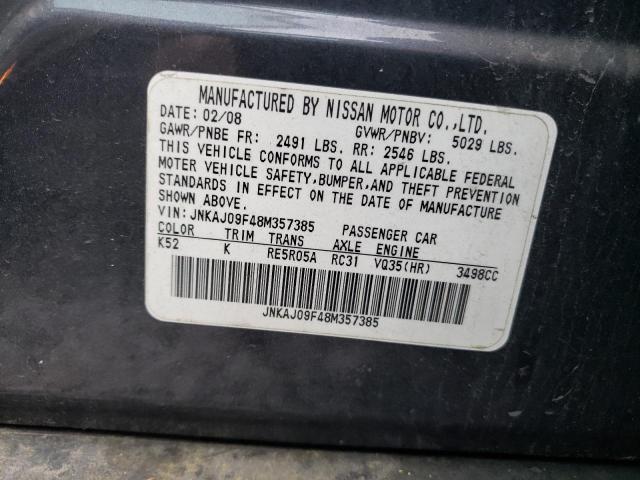 MANUFACTURED BY NISSAN MOTOR CO.,LTD.
DATE: 02/08 GVWR/PNBV: 5029 LBS.
GAWR/PNBE FR: 2491 LBS. RR: 2546 LBS.
THIS VEHICLE CONFORMS TO ALL APPLICABLE FEDERAL
MOTOR VEHICLE SAFETY,BUMPER,AND THEFT PREVENTION
STANDARDS IN EFFECT ON THE DATE OF MANUFACTURE
SHOWN ABOVE.
VIN: JNKAJ09F48M357385 PASSENGER CAR
COLOR TRIM TRANS AXLE ENGINE
K52 K RE5R05A RC31 VQ35(HR) 3498CC
JNKAJ09F48M357385